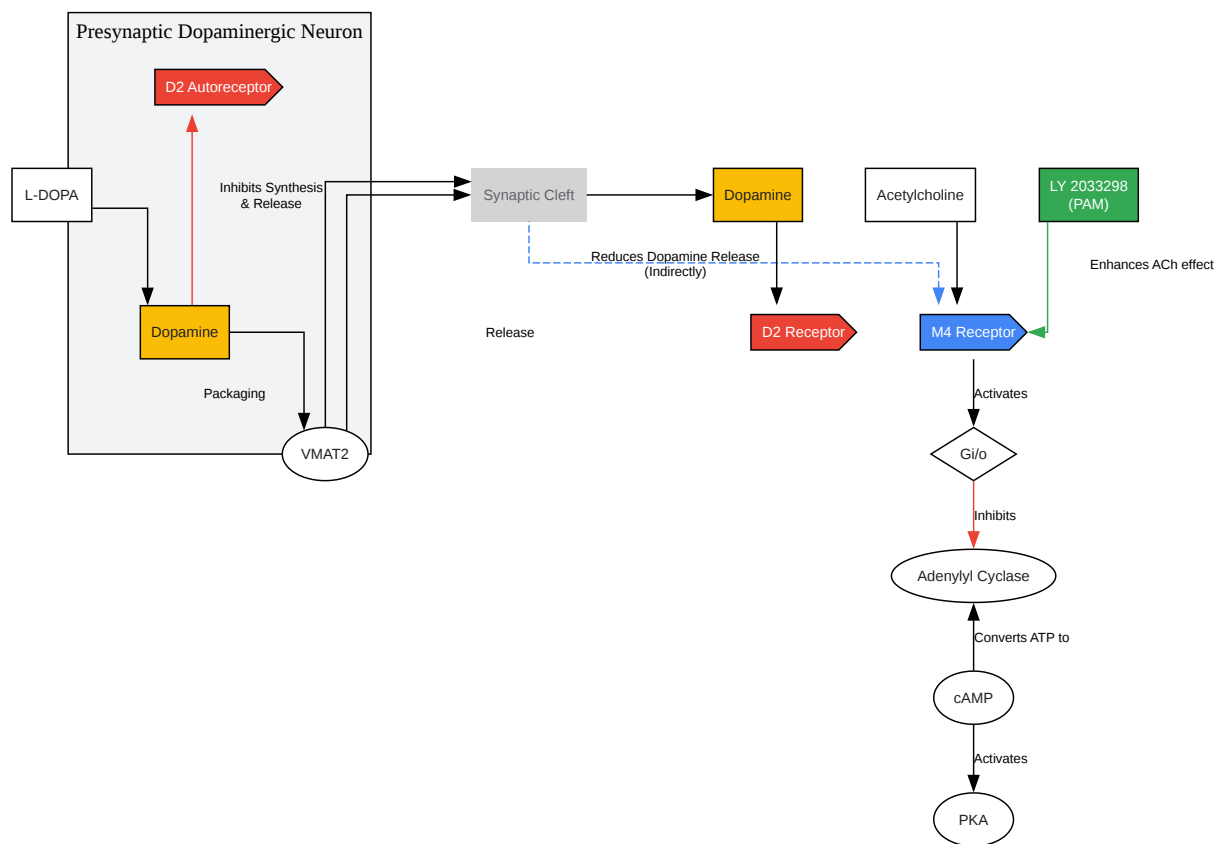 Presynaptic Dopaminergic Neuron
D2 Autoreceptor
L-DOPA
Inhibits Synthesis
& Release
Synaptic Cleft
Dopamine
Acetylcholine
LY 2033298
(PAM)
Reduces Dopamine Release
(Indirectly)
Enhances ACh effect
Dopamine
Release
D2 Receptor
M4 Receptor
Packaging
Activates
VMAT2
Gi/o
Inhibits
Adenylyl Cyclase
Converts ATP to
cAMP
Activates
PKA